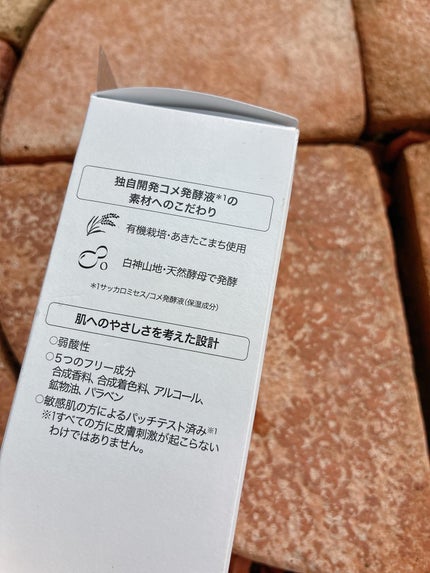 独自開発コメ発酵液*1の
素材へのこだわり
有機栽培・あきたこまち使用
白神山地・天然酵母で発酵
*1サッカロミセス/コメ発酵液(保湿成分)
肌へのやさしさを考えた設計
○弱酸性
○5つのフリー成分
合成香料、合成着色料、アルコール、
鉱物油、パラベン
○敏感肌の方によるパッチテスト済み※1
※1すべての方に皮膚刺激が起こらない
わけではありません。